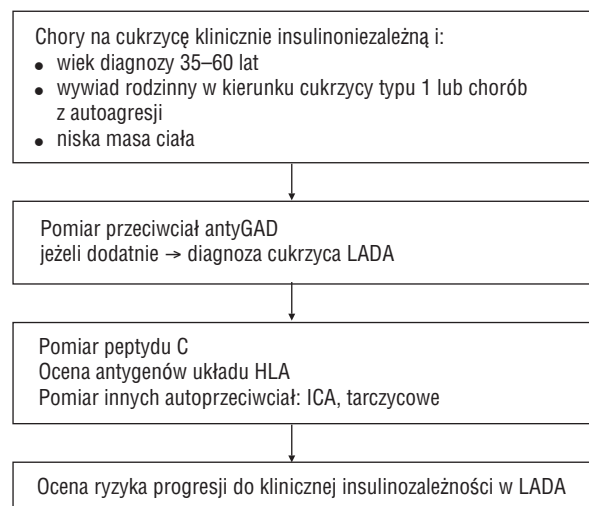 Chory na cukrzycę klinicznie insulinoniezależną i:
● wiek diagnozy 35–60 lat
● wywiad rodzinny w kierunku cukrzycy typu 1 lub chorób
z autoagresji
● niska masa ciała
Pomiar przeciwciał antyGAD
jeżeli dodatnie → diagnoza cukrzyca LADA
Pomiar peptydu C
Ocena antygenów układu HLA
Pomiar innych autoprzeciwciał: ICA, tarczycowe
Ocena ryzyka progresji do klinicznej insulinozależności w LADA